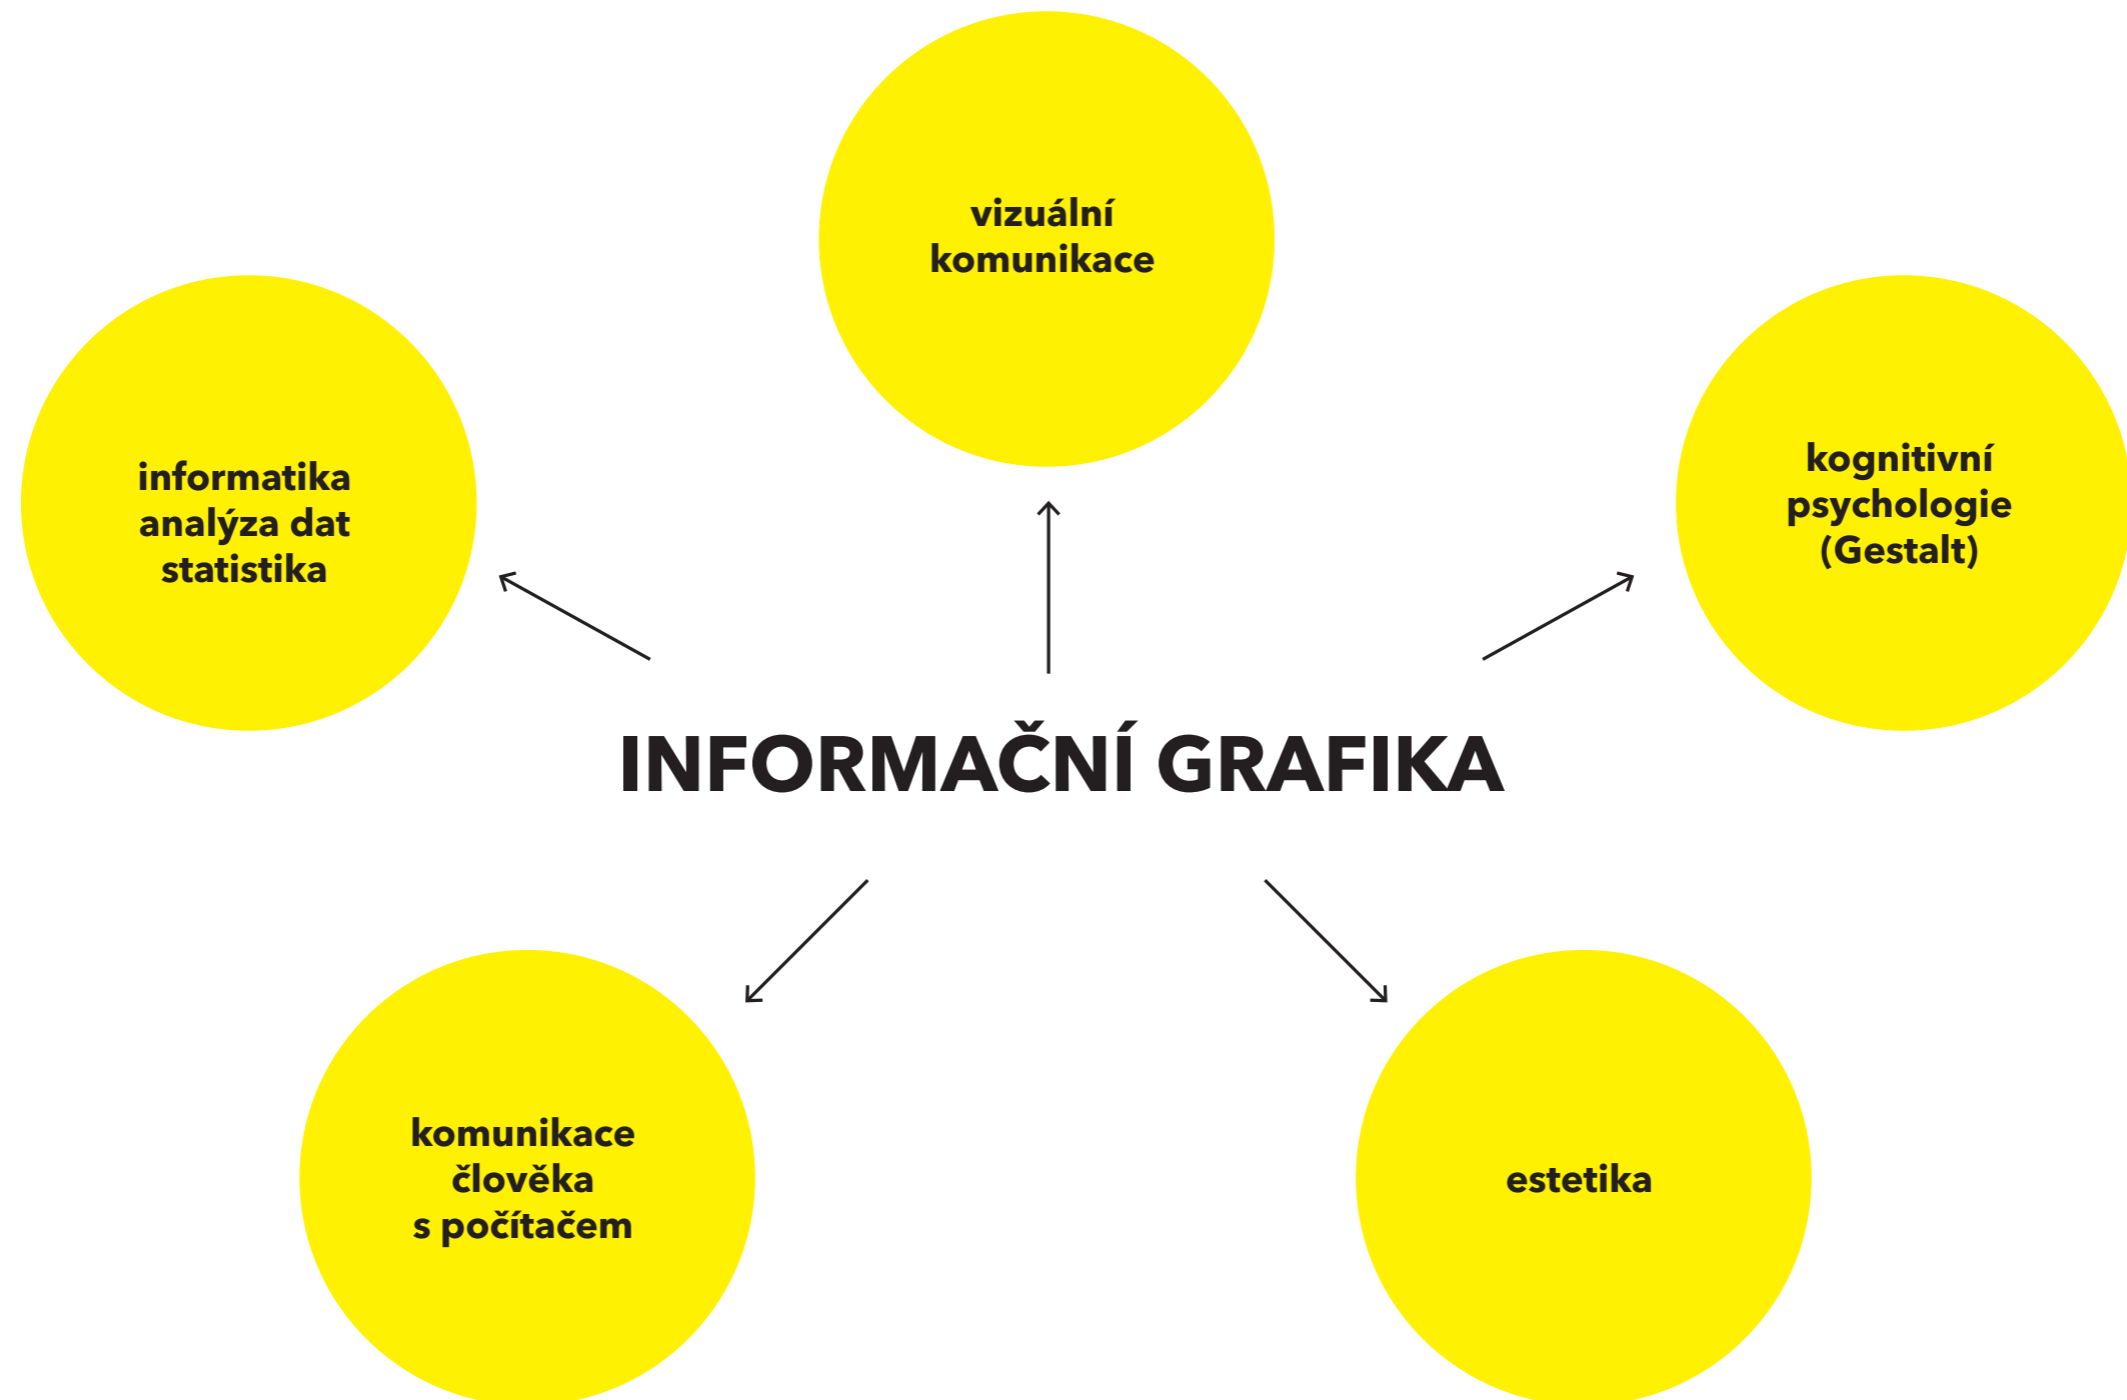 vizuální
komunikace
informatika
analýza dat
statistika
kognitivní
psychologie
(Gestalt)
INFORMAČNÍ GRAFIKA
komunikace
člověka
s počítačem
estetika